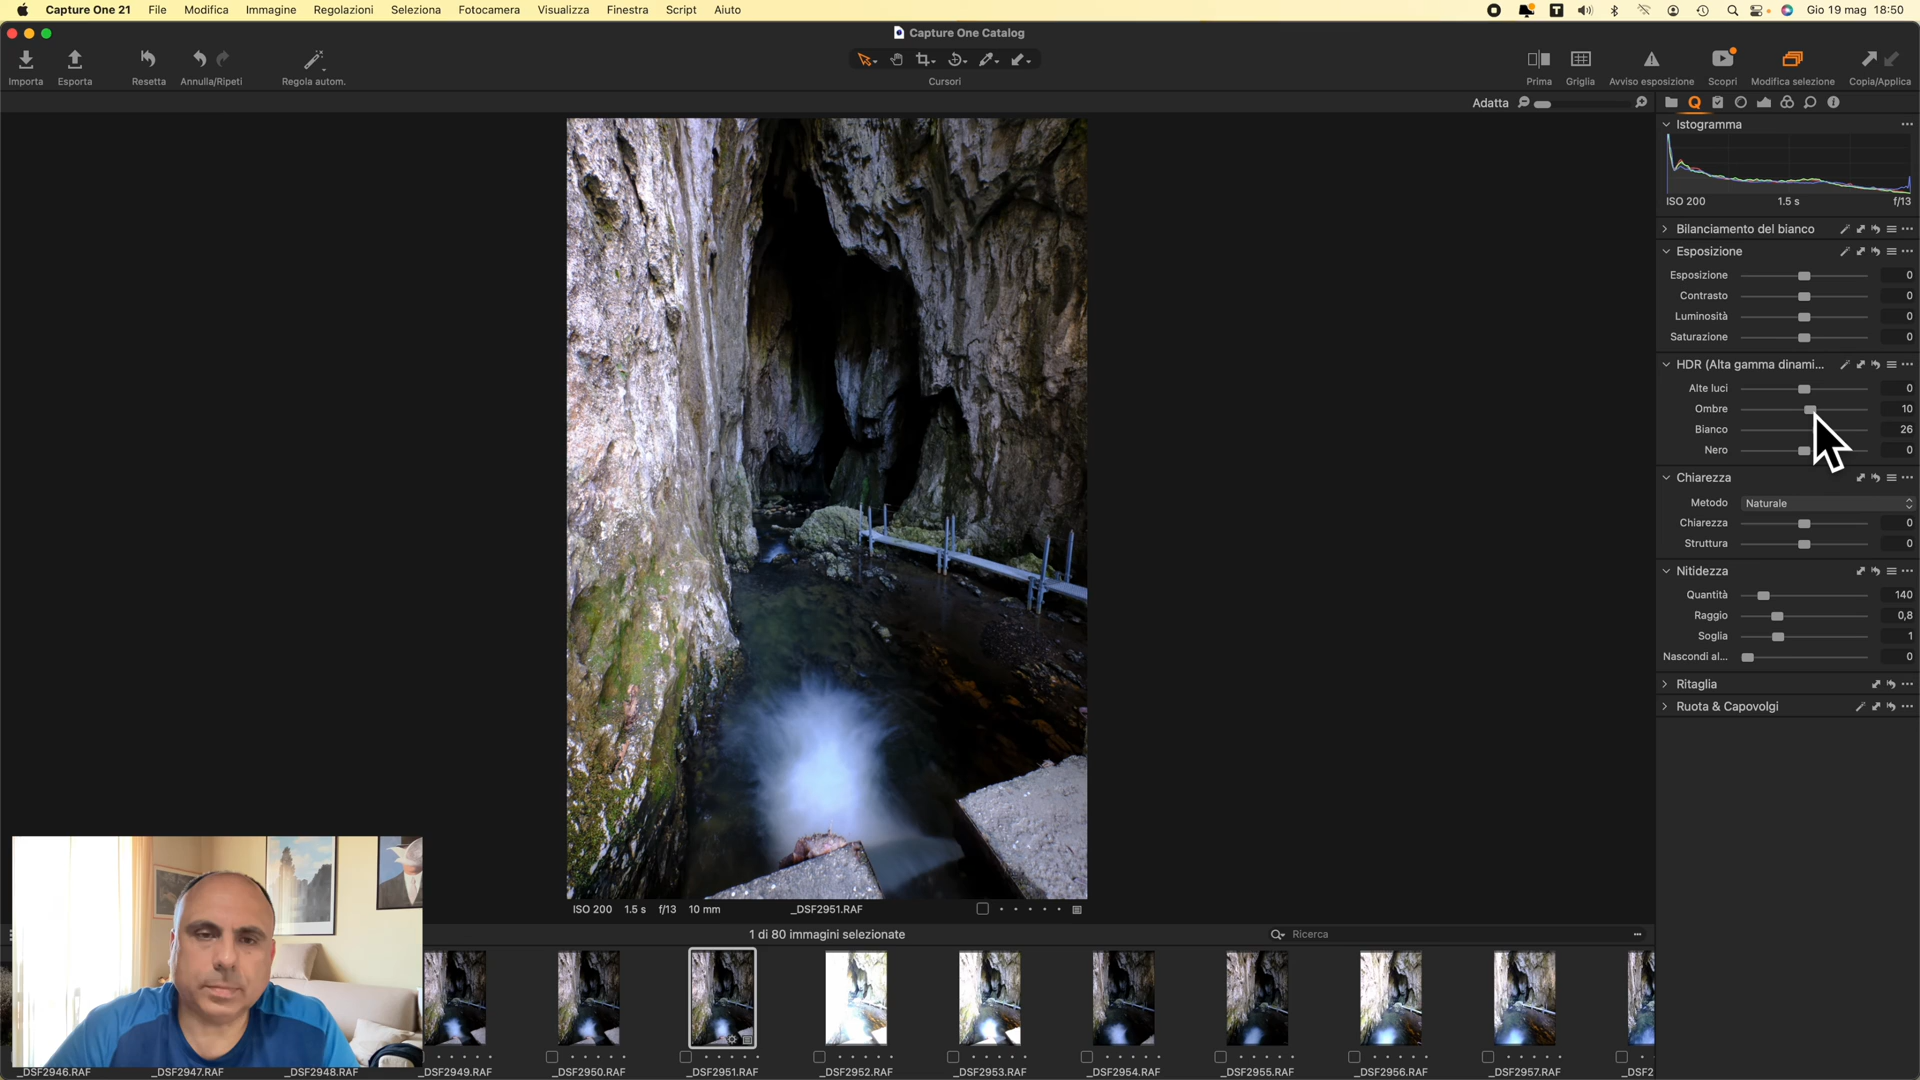 Capture One 21 File Modifica Immagine Regolazioni Seleziona Fotocamera Visualizza Finestra Script Aiuto T Gio 19 mag 18:50
Capture One Catalog
Importa Esporta Resetta Annulla/Ripeti Regola autom. Cursori Prima Griglia Avviso esposizione Scopri Modifica selezione Copia/Applica
Adatta
Istogramma
ISO 200 1.5 s f/13
Bilanciamento del bianco
Esposizione
Esposizione 0
Contrasto 0
Luminosità 0
Saturazione 0
HDR (Alta gamma dinami...
Alte luci 0
Ombre 10
Bianco 26
Nero 0
Chiarezza
Metodo Naturale
Chiarezza 0
Struttura 0
Nitidezza
Quantità 140
Raggio 0,8
Soglia 1
Nascondi al... 0
Ritaglia
Ruota & Capovolgi
ISO 200 1.5 s f/13 10 mm _DSF2951.RAF
1 di 80 immagini selezionate Ricerca
_DSF2946.RAF _DSF2947.RAF _DSF2948.RAF _DSF2949.RAF _DSF2950.RAF _DSF2951.RAF _DSF2952.RAF _DSF2953.RAF _DSF2954.RAF _DSF2955.RAF _DSF2956.RAF _DSF2957.RAF _DSF2